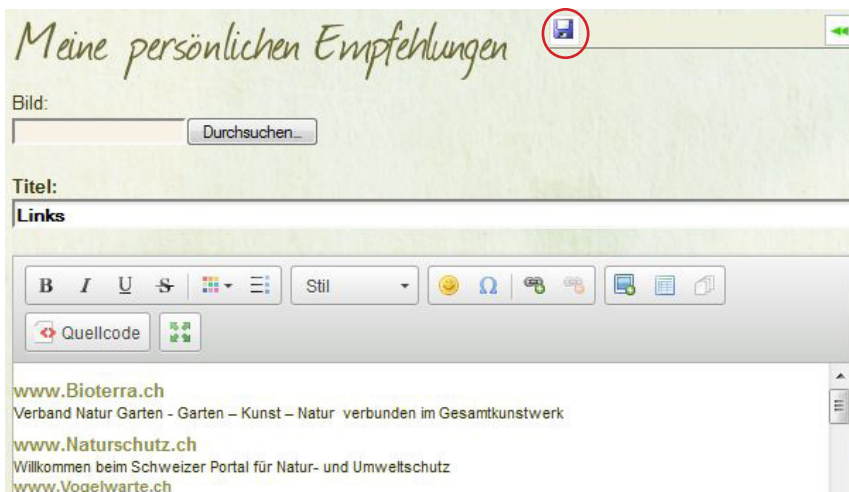 Meine persönlichen Empfehlungen
Bild:
Durchsuchen...
Titel:
Links
B I U S Stil Ω
Quellcode
www.Bioterra.ch
Verband Natur Garten - Garten – Kunst – Natur verbunden im Gesamtkunstwerk
www.Naturschutz.ch
Willkommen beim Schweizer Portal für Natur- und Umweltschutz
www.Vogelwarte.ch